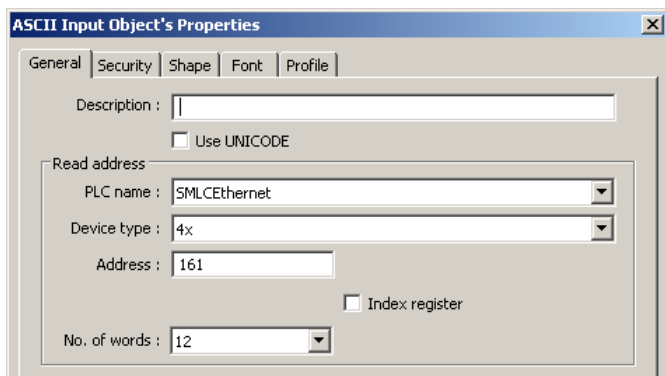 ASCII Input Object's Properties
General Security Shape Font Profile
Description :
Use UNICODE
Read address
PLC name : SMLCEthernet
Device type : 4x
Address : 161
Index register
No. of words : 12